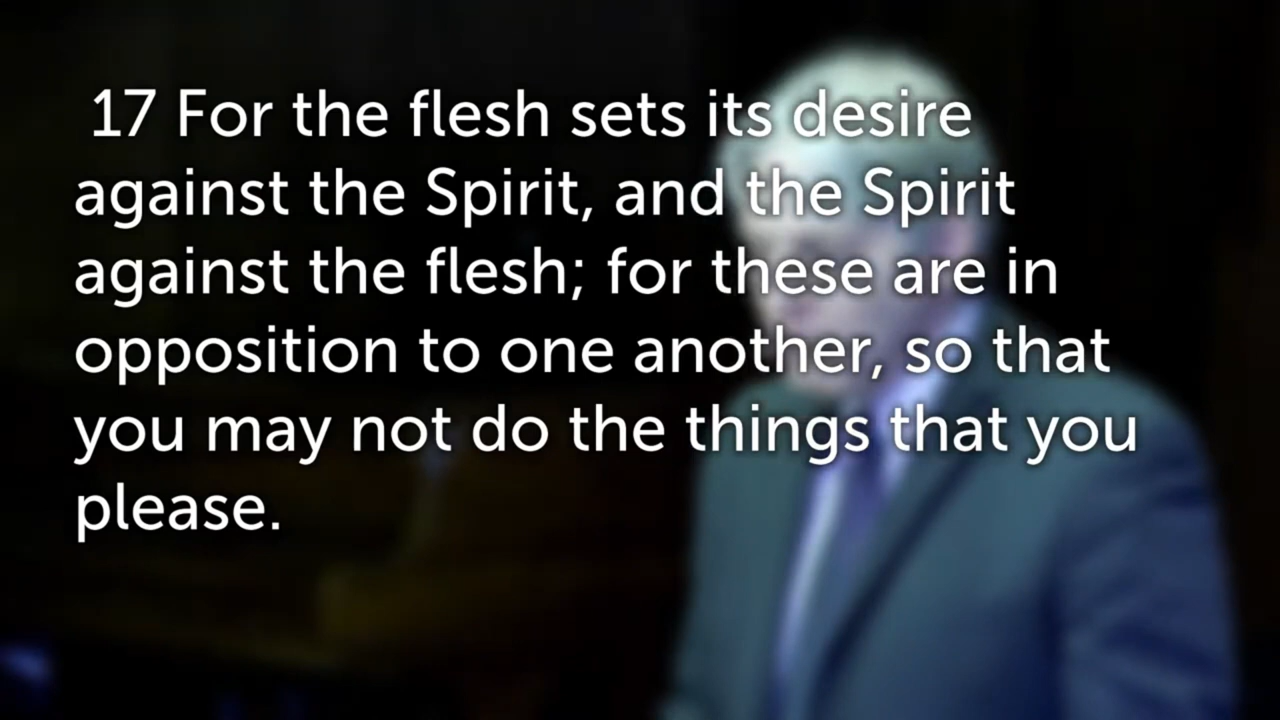 17 For the flesh sets its desire
against the Spirit, and the Spirit
against the flesh; for these are in
opposition to one another, so that
you may not do the things that you
please.